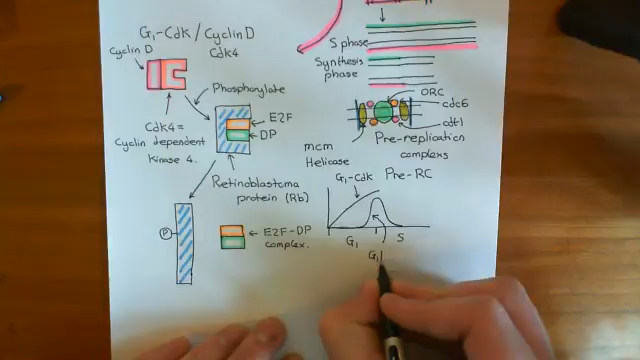 G1-Cdk / Cyclin D
Cdk4
Cyclin D
Phosphorylate
E2F
DP
Cdk4 =
Cyclin dependent
Kinase 4.
Retinoblastoma
protein (Rb)
P
E2F-DP
complex.
S phase
Synthesis
phase
ORC
cdc6
cdt1
mcm
Helicase
Pre-replication
complexs
Pre-RC
G1-Cdk
G1
S
G1/